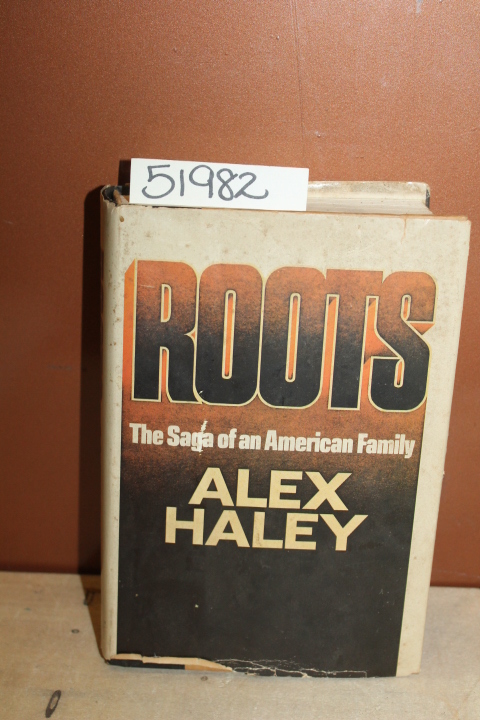 51982
ROOTS
The Saga of an American Family
ALEX
HALEY